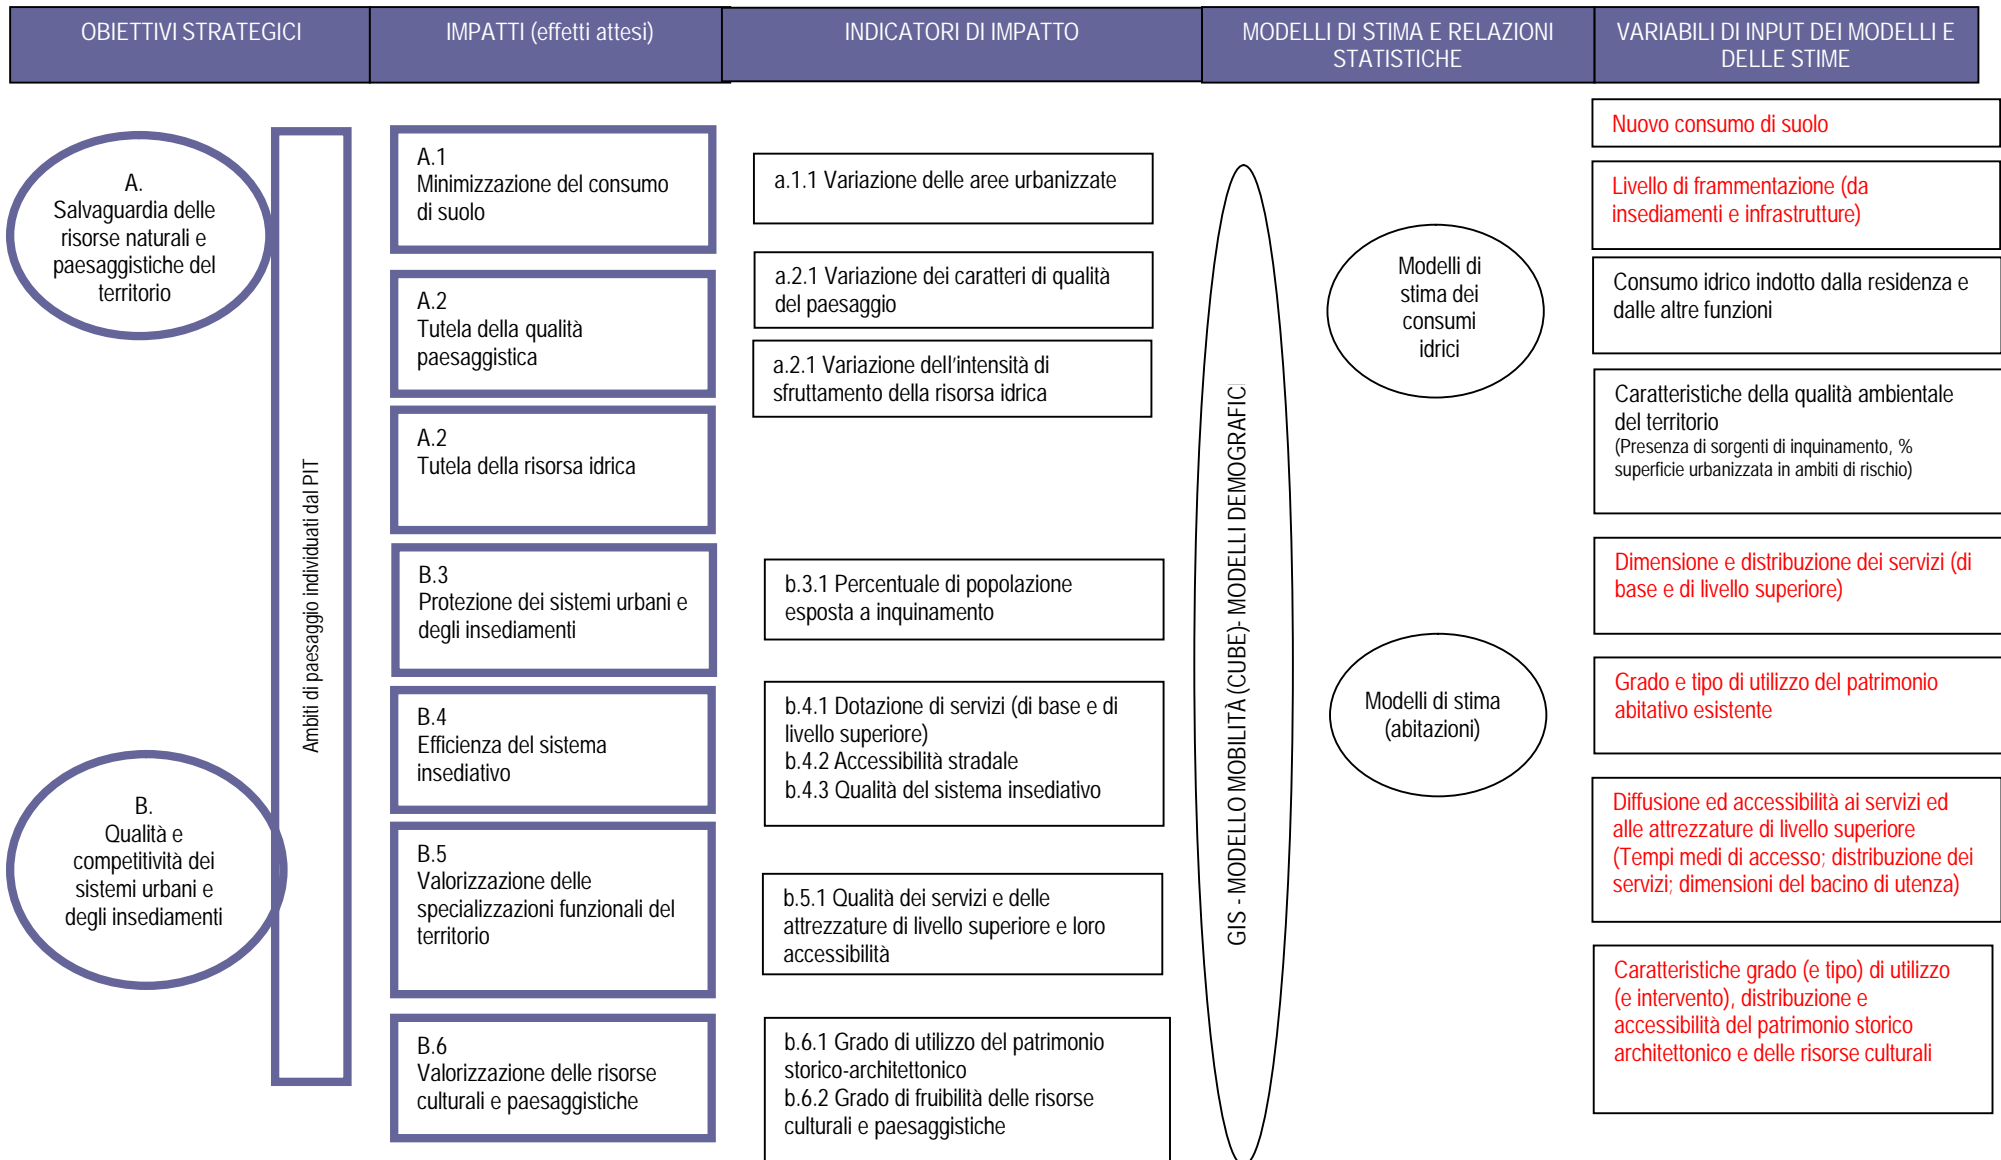 OBIETTIVI STRATEGICI
IMPATTI (effetti attesi)
INDICATORI DI IMPATTO
MODELLI DI STIMA E RELAZIONI
STATISTICHE
VARIABILI DI INPUT DEI MODELLI E
DELLE STIME
A.
Salvaguardia delle
risorse naturali e
paesaggistiche del
territorio
B.
Qualità e
competitività dei
sistemi urbani e
degli insediamenti
Ambiti di paesaggio individuati dal PIT
A.1
Minimizzazione del consumo
di suolo
A.2
Tutela della qualità
paesaggistica
A.2
Tutela della risorsa idrica
B.3
Protezione dei sistemi urbani e
degli insediamenti
B.4
Efficienza del sistema
insediativo
B.5
Valorizzazione delle
specializzazioni funzionali del
territorio
B.6
Valorizzazione delle risorse
culturali e paesaggistiche
a.1.1 Variazione delle aree urbanizzate
a.2.1 Variazione dei caratteri di qualità
del paesaggio
a.2.1 Variazione dell'intensità di
sfruttamento della risorsa idrica
b.3.1 Percentuale di popolazione
esposta a inquinamento
b.4.1 Dotazione di servizi (di base e di
livello superiore)
b.4.2 Accessibilità stradale
b.4.3 Qualità del sistema insediativo
b.5.1 Qualità dei servizi e delle
attrezzature di livello superiore e loro
accessibilità
b.6.1 Grado di utilizzo del patrimonio
storico-architettonico
b.6.2 Grado di fruibilità delle risorse
culturali e paesaggistiche
GIS - MODELLO MOBILITÀ (CUBE)- MODELLI DEMOGRAFIC
Modelli di
stima dei
consumi
idrici
Modelli di stima
(abitazioni)
Nuovo consumo di suolo
Livello di frammentazione (da
insediamenti e infrastrutture)
Consumo idrico indotto dalla residenza e
dalle altre funzioni
Caratteristiche della qualità ambientale
del territorio
(Presenza di sorgenti di inquinamento, %
superficie urbanizzata in ambiti di rischio)
Dimensione e distribuzione dei servizi (di
base e di livello superiore)
Grado e tipo di utilizzo del patrimonio
abitativo esistente
Diffusione ed accessibilità ai servizi ed
alle attrezzature di livello superiore
(Tempi medi di accesso; distribuzione dei
servizi; dimensioni del bacino di utenza)
Caratteristiche grado (e tipo) di utilizzo
(e intervento), distribuzione e
accessibilità del patrimonio storico
architettonico e delle risorse culturali